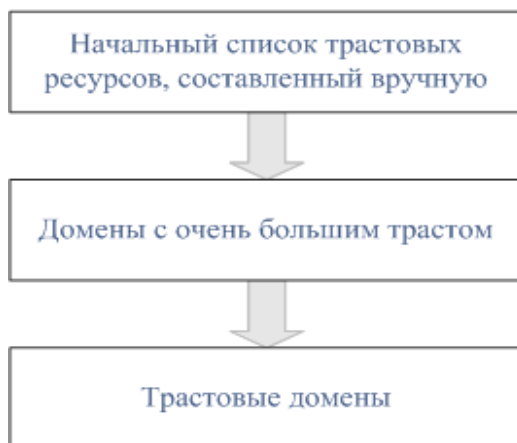 Начальный список трастовых
ресурсов, составленный вручную
Домены с очень большим трастом
Трастовые домены